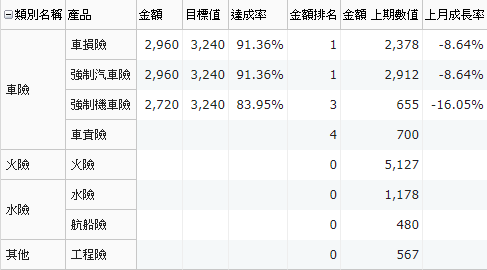 類別名稱 產品 金額 目標值 達成率 金額排名 金額 上期數值 上月成長率
車險 車損險 2,960 3,240 91.36% 1 2,378 -8.64%
強制汽車險 2,960 3,240 91.36% 1 2,912 -8.64%
強制機車險 2,720 3,240 83.95% 3 655 -16.05%
車責險 4 700
火險 火險 0 5,127
水險 水險 0 1,178
航船險 0 480
其他 工程險 0 567